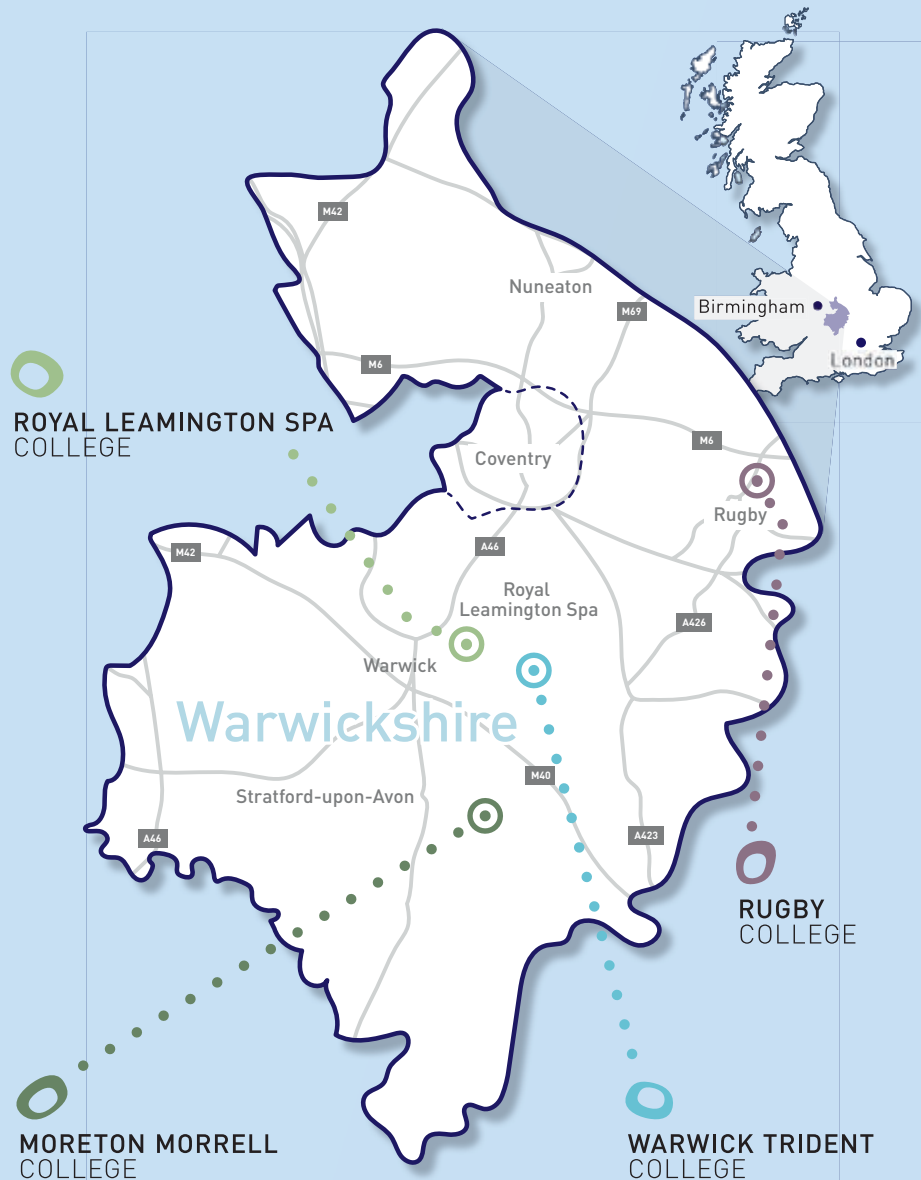 M42
Nuneaton
Birmingham
M69
London
M6
ROYAL LEAMINGTON SPA
COLLEGE
M6
Coventry
Rugby
M42
A46
Royal
Leamington Spa
A426
Warwick
Warwickshire
M40
Stratford-upon-Avon
A46
A423
RUGBY
COLLEGE
MORETON MORRELL
COLLEGE
WARWICK TRIDENT
COLLEGE